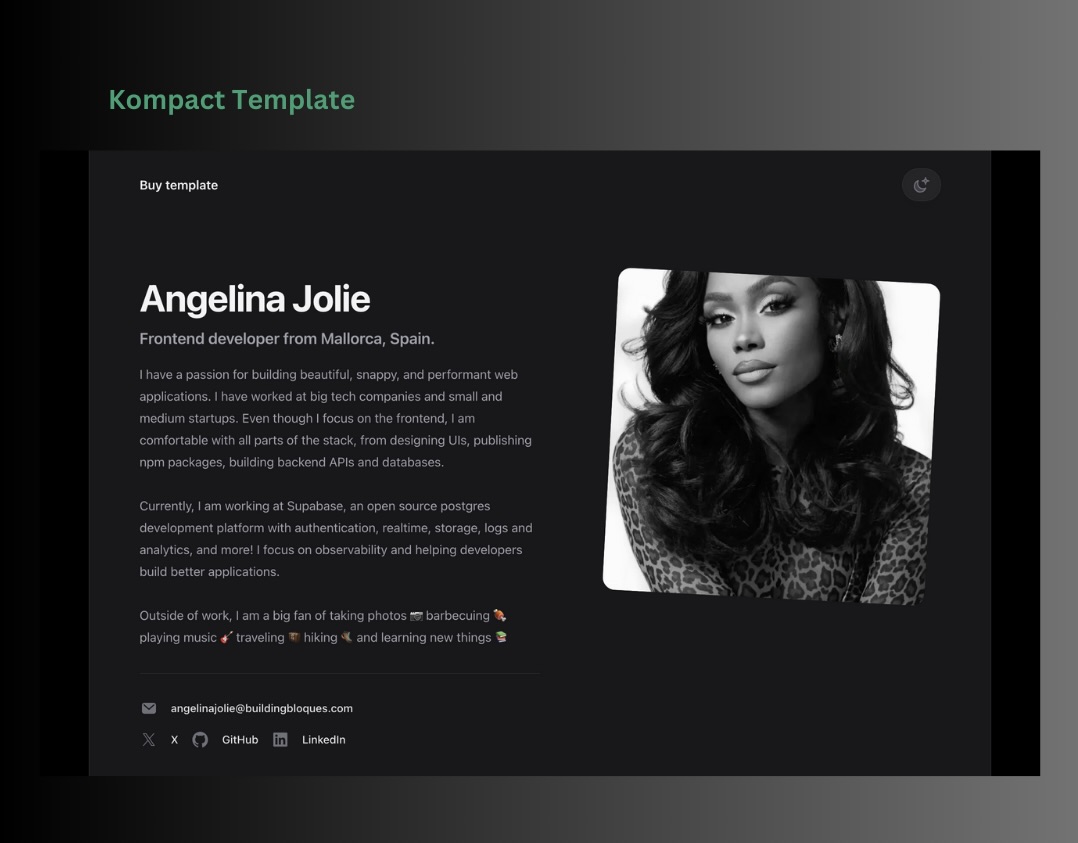 Kompact Template
Buy template
Angelina Jolie
Frontend developer from Mallorca, Spain.
I have a passion for building beautiful, snappy, and performant web
applications. I have worked at big tech companies and small and
medium startups. Even though I focus on the frontend, I am
comfortable with all parts of the stack, from designing UIs, publishing
npm packages, building backend APIs and databases.
Currently, I am working at Supabase, an open source postgres
development platform with authentication, realtime, storage, logs and
analytics, and more! I focus on observability and helping developers
build better applications.
Outside of work, I am a big fan of taking photos 📷 barbecuing 🍖
playing music 🎸 traveling 🧳 hiking 🥾 and learning new things 📚
angelinajolie@buildingbloques.com
X GitHub LinkedIn